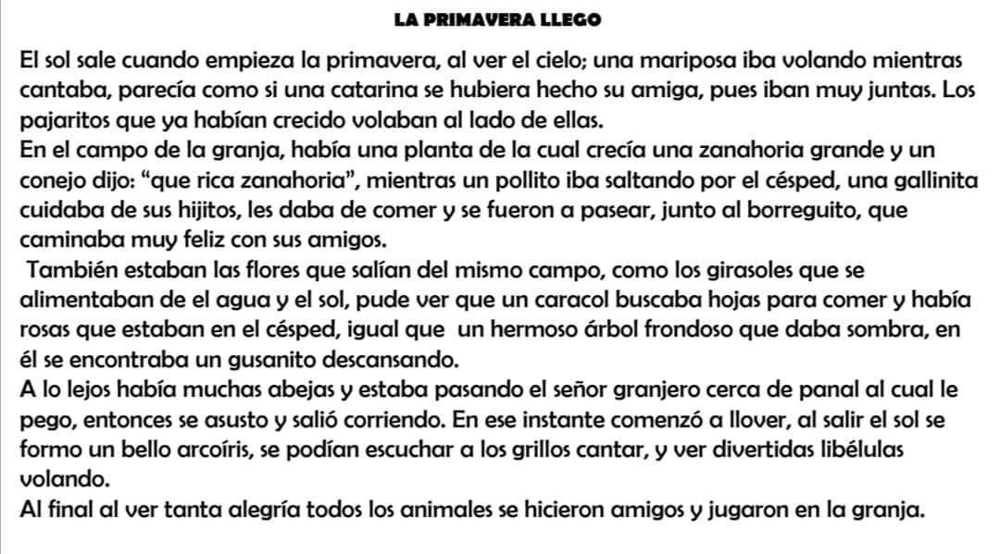 LA PRIMAVERA LLEGO
El sol sale cuando empieza la primavera, al ver el cielo; una mariposa iba volando mientras
cantaba, parecía como si una catarina se hubiera hecho su amiga, pues iban muy juntas. Los
pajaritos que ya habían crecido volaban al lado de ellas.
En el campo de la granja, había una planta de la cual crecía una zanahoria grande y un
conejo dijo: “que rica zanahoria”, mientras un pollito iba saltando por el césped, una gallinita
cuidaba de sus hijitos, les daba de comer y se fueron a pasear, junto al borreguito, que
caminaba muy feliz con sus amigos.
También estaban las flores que salían del mismo campo, como los girasoles que se
alimentaban de el agua y el sol, pude ver que un caracol buscaba hojas para comer y había
rosas que estaban en el césped, igual que un hermoso árbol frondoso que daba sombra, en
él se encontraba un gusanito descansando.
A lo lejos había muchas abejas y estaba pasando el señor granjero cerca de panal al cual le
pego, entonces se asusto y salió corriendo. En ese instante comenzó a llover, al salir el sol se
formo un bello arcoíris, se podían escuchar a los grillos cantar, y ver divertidas libélulas
volando.
Al final al ver tanta alegría todos los animales se hicieron amigos y jugaron en la granja.